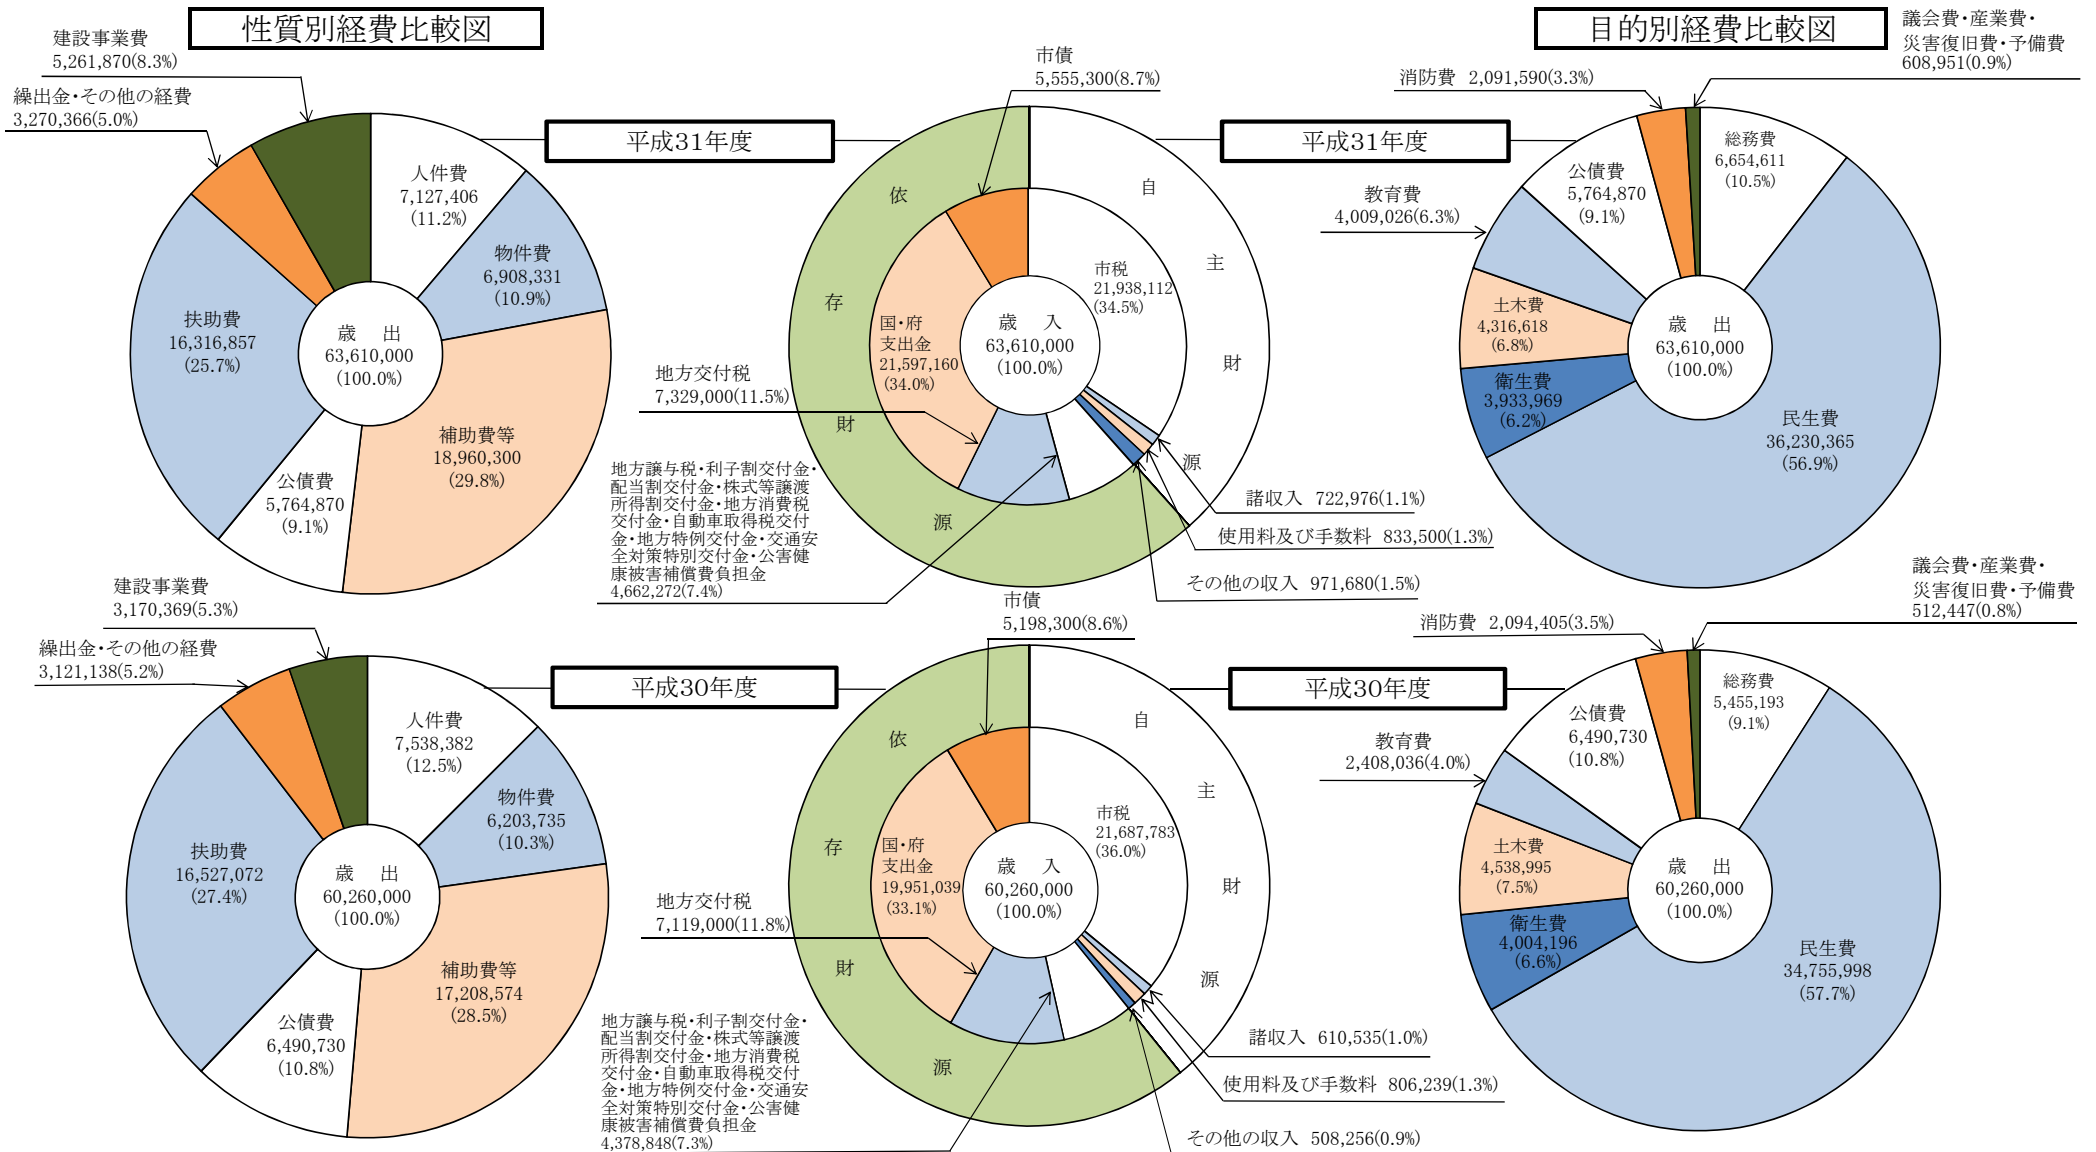 性質別経費比較図
目的別経費比較図
平成31年度
平成31年度
建設事業費
5,261,870(8.3%)
繰出金・その他の経費
3,270,366(5.0%)
人件費
7,127,406
(11.2%)
物件費
6,908,331
(10.9%)
扶助費
16,316,857
(25.7%)
歳 出
63,610,000
(100.0%)
補助費等
18,960,300
(29.8%)
公債費
5,764,870
(9.1%)
市債
5,555,300(8.7%)
依
存
財
源
自
主
財
源
市税
21,938,112
(34.5%)
国・府
支出金
21,597,160
(34.0%)
歳 入
63,610,000
(100.0%)
地方交付税
7,329,000(11.5%)
地方譲与税・利子割交付金・
配当割交付金・株式等譲渡
所得割交付金・地方消費税
交付金・自動車取得税交付
金・地方特例交付金・交通安
全対策特別交付金・公害健
康被害補償費負担金
4,662,272(7.4%)
諸収入 722,976(1.1%)
使用料及び手数料 833,500(1.3%)
その他の収入 971,680(1.5%)
議会費・産業費・
災害復旧費・予備費
608,951(0.9%)
消防費 2,091,590(3.3%)
総務費
6,654,611
(10.5%)
公債費
5,764,870
(9.1%)
教育費
4,009,026(6.3%)
土木費
4,316,618
(6.8%)
衛生費
3,933,969
(6.2%)
歳 出
63,610,000
(100.0%)
民生費
36,230,365
(56.9%)
平成30年度
平成30年度
建設事業費
3,170,369(5.3%)
繰出金・その他の経費
3,121,138(5.2%)
人件費
7,538,382
(12.5%)
物件費
6,203,735
(10.3%)
扶助費
16,527,072
(27.4%)
歳 出
60,260,000
(100.0%)
補助費等
17,208,574
(28.5%)
公債費
6,490,730
(10.8%)
市債
5,198,300(8.6%)
依
存
財
源
自
主
財
源
市税
21,687,783
(36.0%)
国・府
支出金
19,951,039
(33.1%)
歳 入
60,260,000
(100.0%)
地方交付税
7,119,000(11.8%)
地方譲与税・利子割交付金・
配当割交付金・株式等譲渡
所得割交付金・地方消費税
交付金・自動車取得税交付
金・地方特例交付金・交通安
全対策特別交付金・公害健
康被害補償費負担金
4,378,848(7.3%)
諸収入 610,535(1.0%)
使用料及び手数料 806,239(1.3%)
その他の収入 508,256(0.9%)
議会費・産業費・
災害復旧費・予備費
512,447(0.8%)
消防費 2,094,405(3.5%)
総務費
5,455,193
(9.1%)
公債費
6,490,730
(10.8%)
教育費
2,408,036(4.0%)
土木費
4,538,995
(7.5%)
衛生費
4,004,196
(6.6%)
歳 出
60,260,000
(100.0%)
民生費
34,755,998
(57.7%)